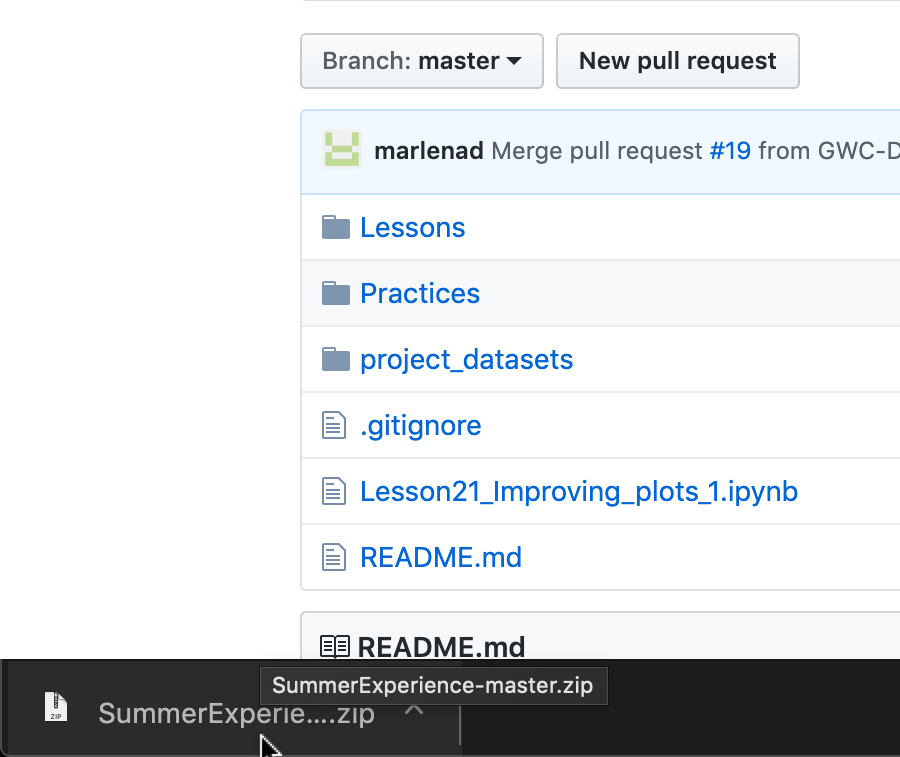 Branch: master
New pull request
marlenad Merge pull request #19 from GWC-D
Lessons
Practices
project_datasets
.gitignore
Lesson21_Improving_plots_1.ipynb
README.md
README.md
SummerExperience-master.zip
ZIP
SummerExperie....zip